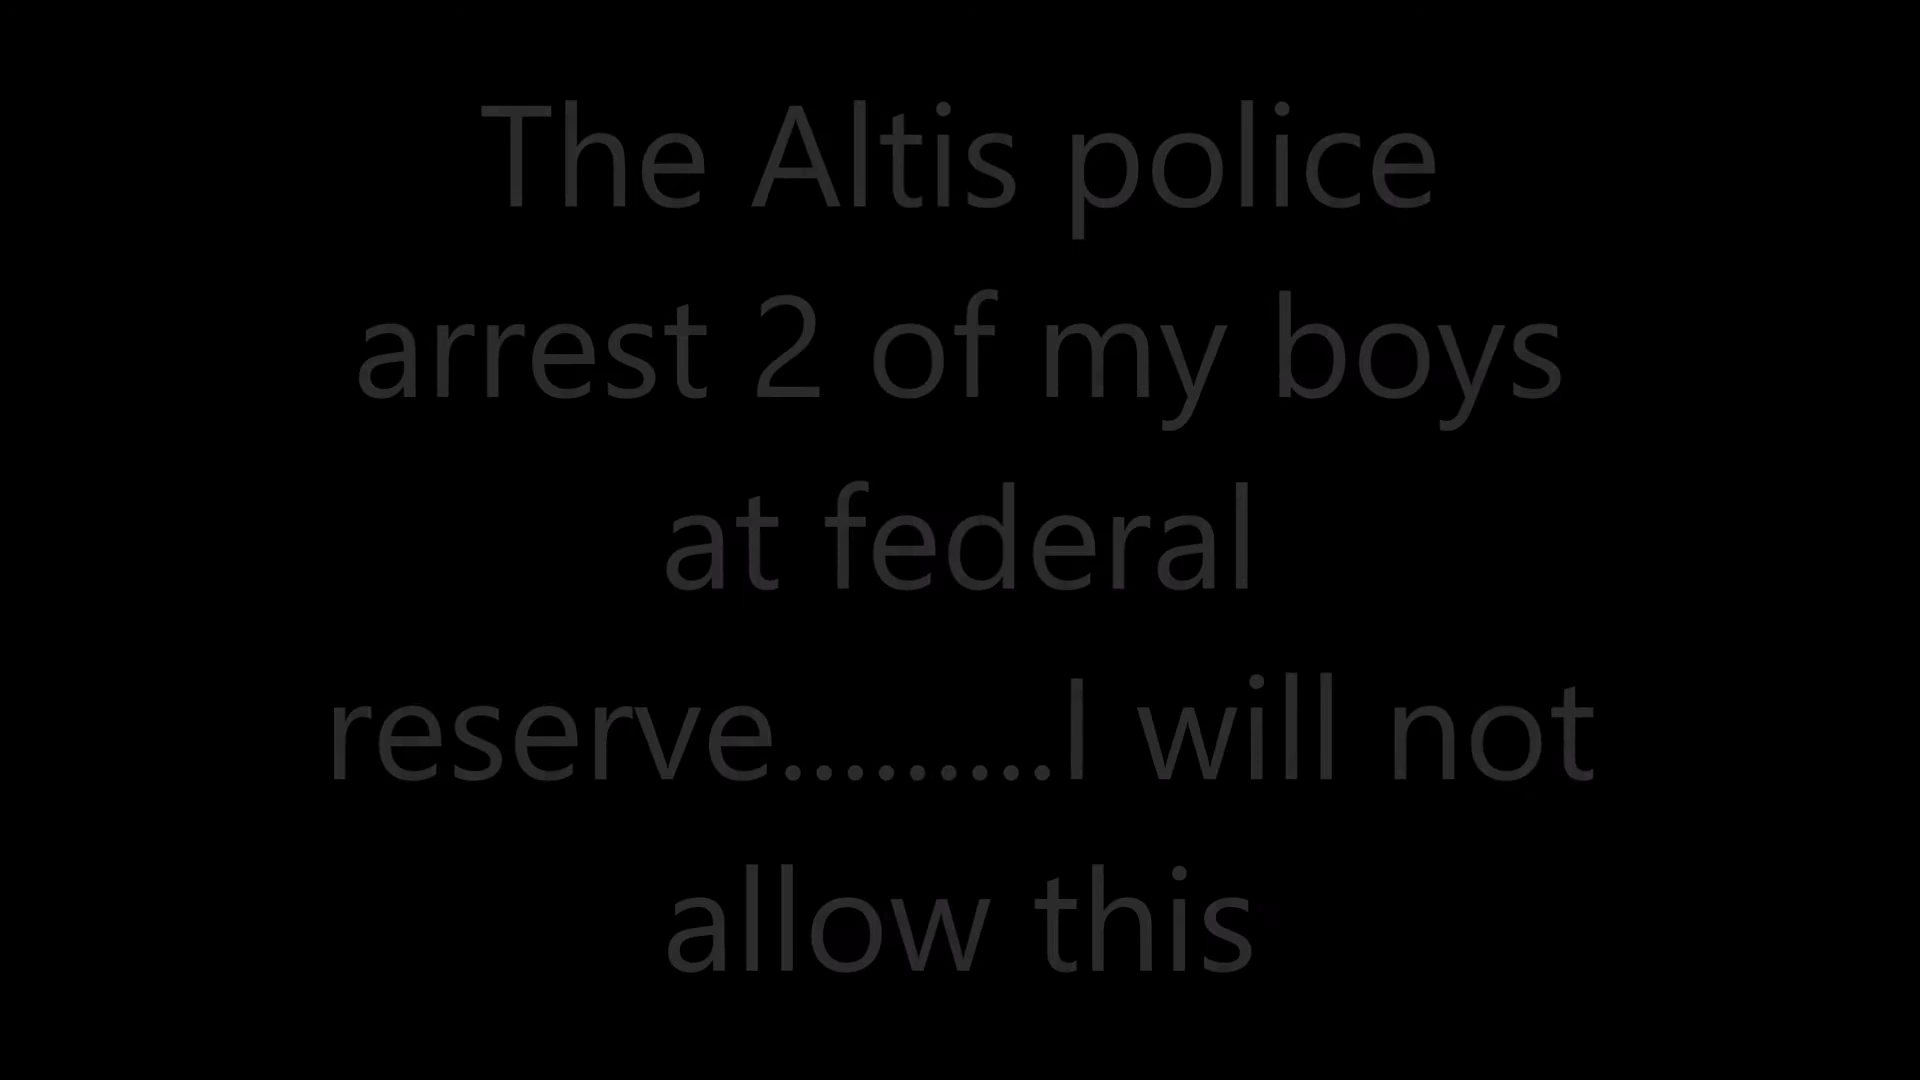 The Altis police
arrest 2 of my boys
at federal
reserve.........I will not
allow this